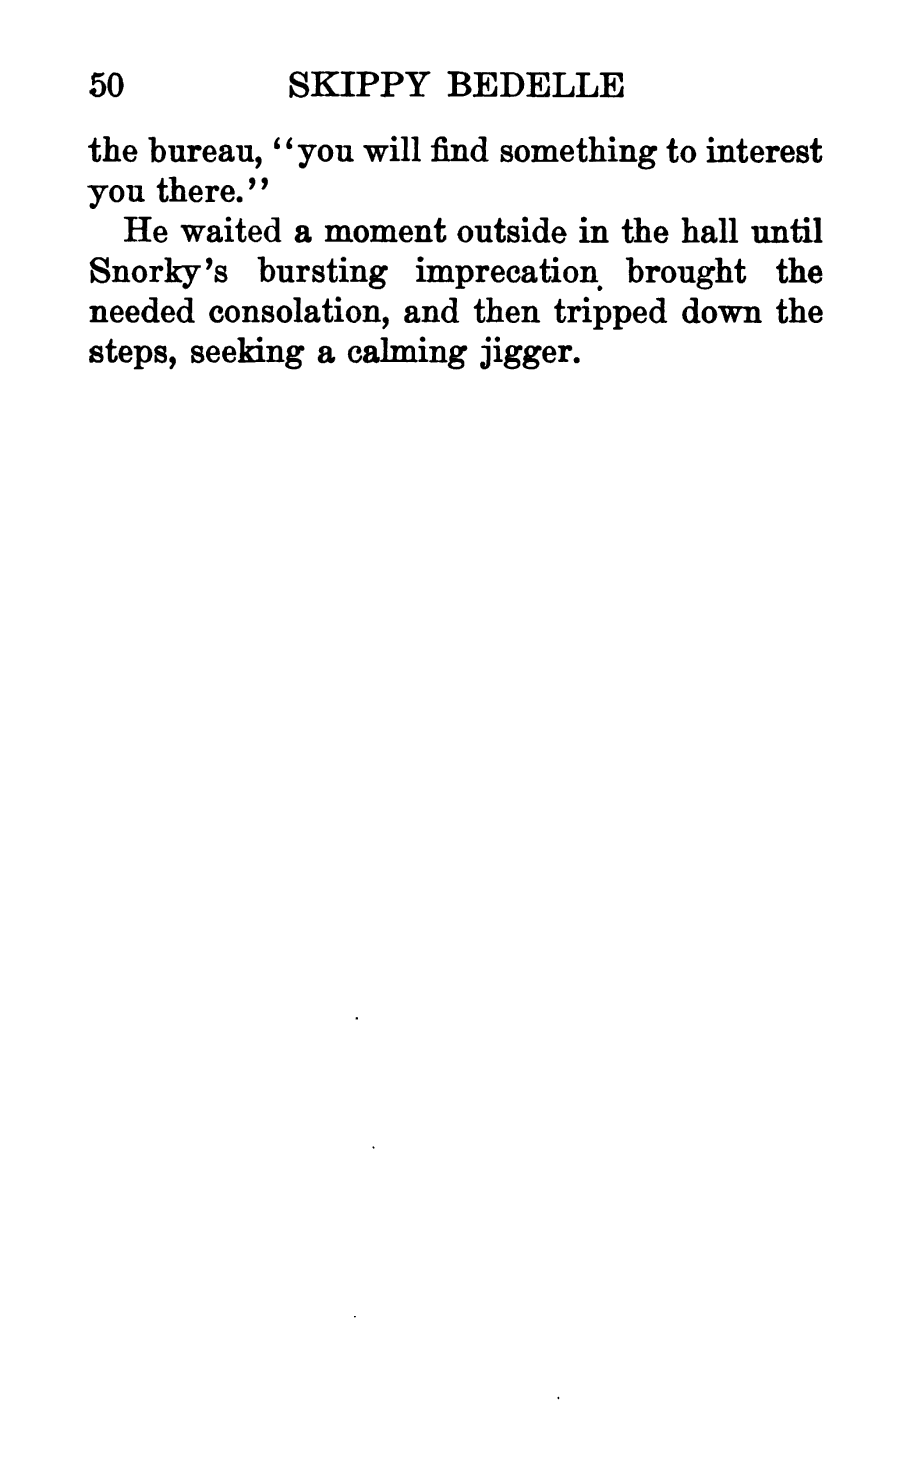 50 SKIPPY BEDELLE
the bureau, "you will find something to interest
you there."
He waited a moment outside in the hall until
Snorky's bursting imprecation brought the
needed consolation, and then tripped down the
steps, seeking a calming jigger.